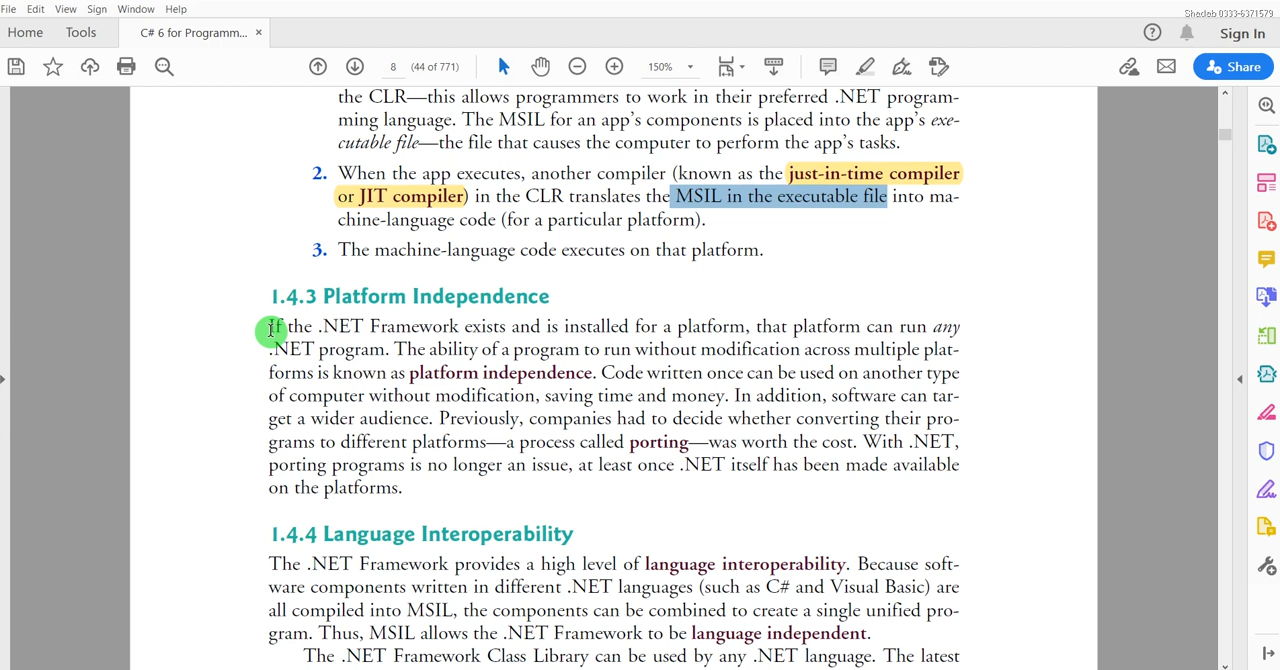 File Edit View Sign Window Help
Shadab 0333-6371579
Home Tools C# 6 for Programm... × Sign In
8 (44 of 771) 150% Share
the CLR—this allows programmers to work in their preferred .NET program-
ming language. The MSIL for an app's components is placed into the app's exe-
cutable file—the file that causes the computer to perform the app's tasks.
2. When the app executes, another compiler (known as the just-in-time compiler
or JIT compiler) in the CLR translates the MSIL in the executable file into ma-
chine-language code (for a particular platform).
3. The machine-language code executes on that platform.
1.4.3 Platform Independence
If the .NET Framework exists and is installed for a platform, that platform can run any
.NET program. The ability of a program to run without modification across multiple plat-
forms is known as platform independence. Code written once can be used on another type
of computer without modification, saving time and money. In addition, software can tar-
get a wider audience. Previously, companies had to decide whether converting their pro-
grams to different platforms—a process called porting—was worth the cost. With .NET,
porting programs is no longer an issue, at least once .NET itself has been made available
on the platforms.
1.4.4 Language Interoperability
The .NET Framework provides a high level of language interoperability. Because soft-
ware components written in different .NET languages (such as C# and Visual Basic) are
all compiled into MSIL, the components can be combined to create a single unified pro-
gram. Thus, MSIL allows the .NET Framework to be language independent.
The .NET Framework Class Library can be used by any .NET language. The latest